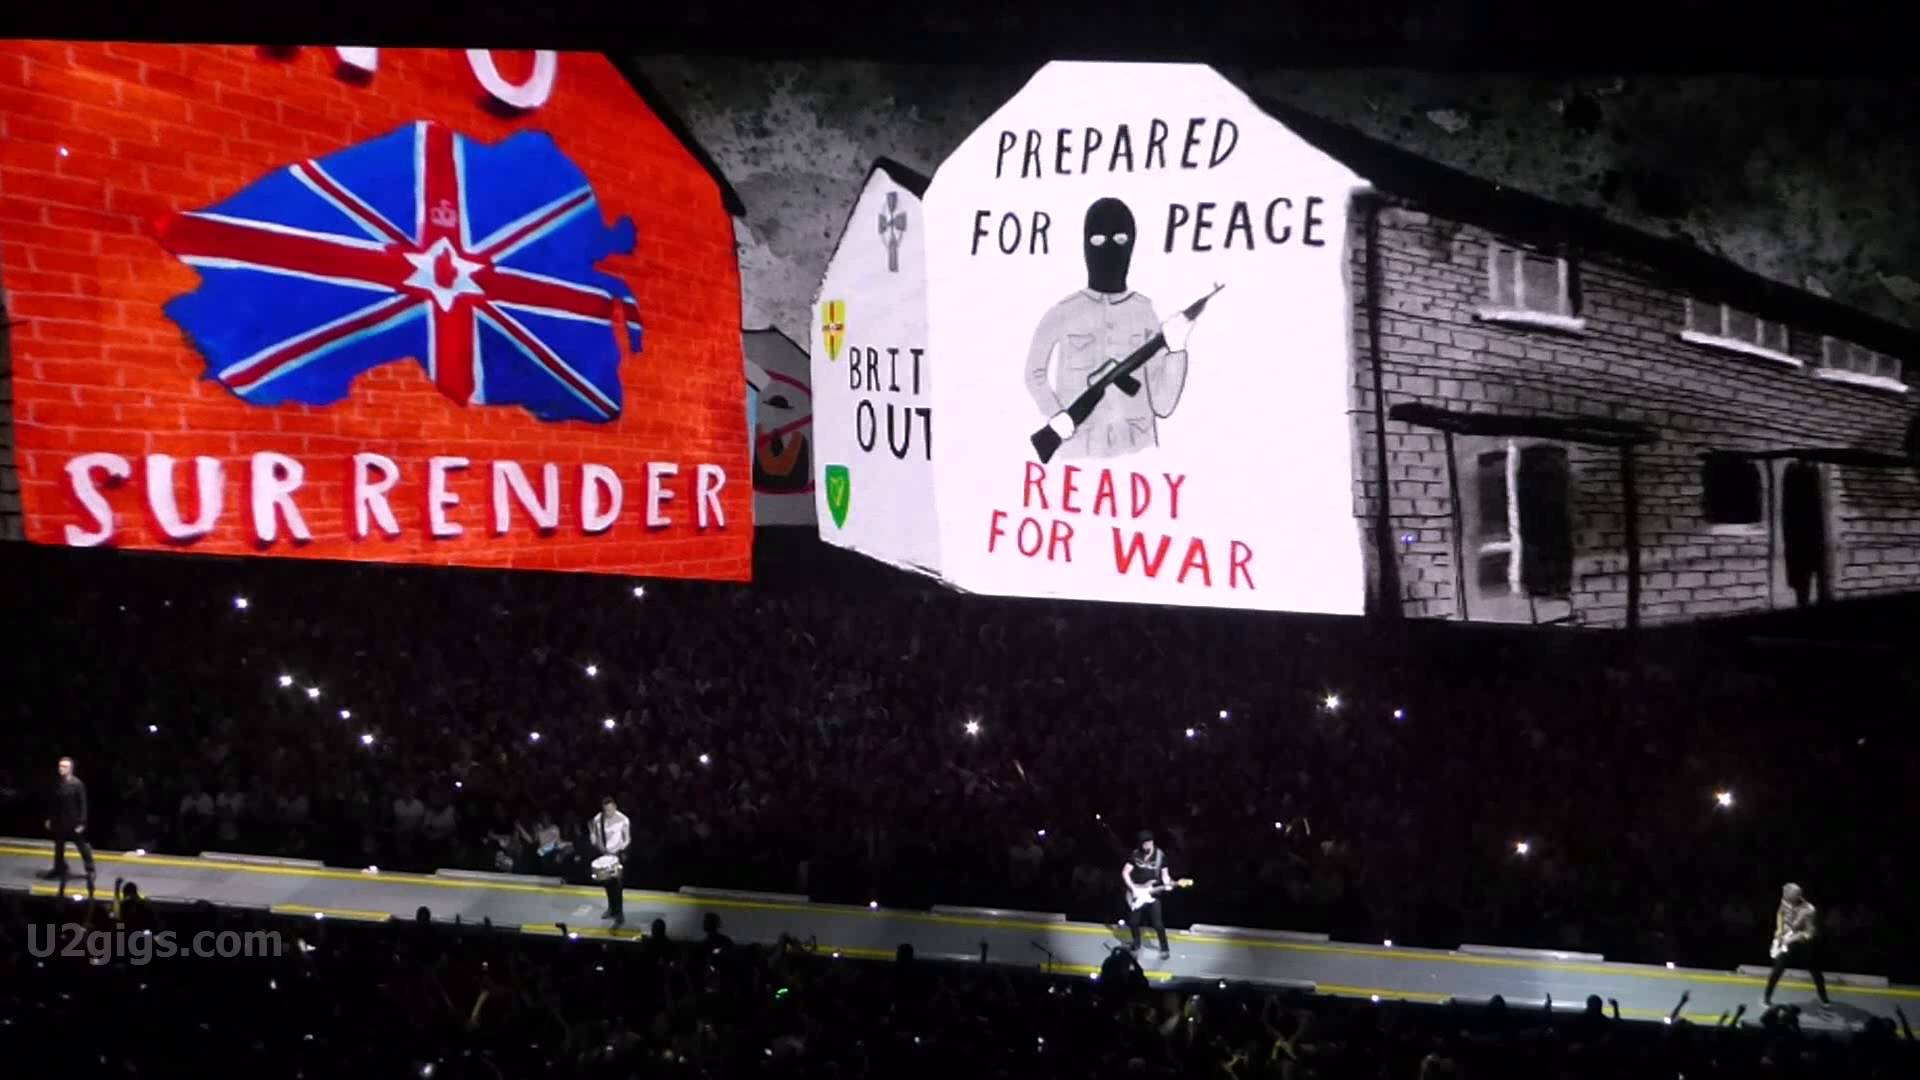 SURRENDER
BRIT
OUT
PREPARED
FOR PEACE
READY
FOR WAR
U2gigs.com